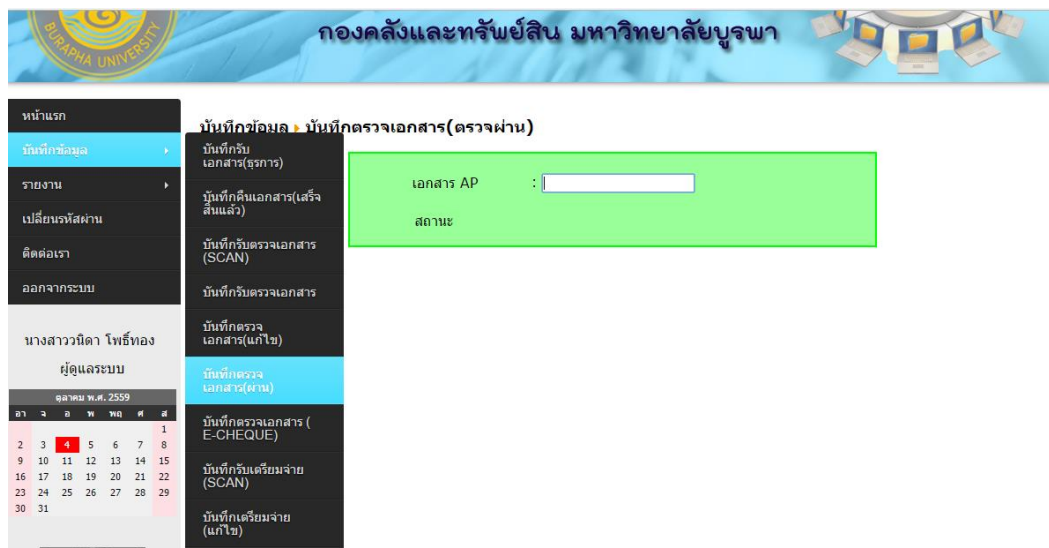 BURAPHA UNIVERSITY
กองคลังและทรัพย์สิน มหาวิทยาลัยบูรพา
หน้าแรก
บันทึกข้อมูล
รายงาน
เปลี่ยนรหัสผ่าน
ติดต่อเรา
ออกจากระบบ
นางสาววนิดา โพธิ์ทอง
ผู้ดูแลระบบ
ตุลาคม พ.ศ. 2559
อา จ อ พ พฤ ศ ส
1
2 3 4 5 6 7 8
9 10 11 12 13 14 15
16 17 18 19 20 21 22
23 24 25 26 27 28 29
30 31
บันทึกรับ
เอกสาร(ธุรการ)
บันทึกคืนเอกสาร(เสร็จ
สิ้นแล้ว)
บันทึกรับตรวจเอกสาร
(SCAN)
บันทึกรับตรวจเอกสาร
บันทึกตรวจ
เอกสาร(แก้ไข)
บันทึกตรวจ
เอกสาร(ผ่าน)
บันทึกตรวจเอกสาร (
E-CHEQUE)
บันทึกรับเตรียมจ่าย
(SCAN)
บันทึกเตรียมจ่าย
(แก้ไข)
บันทึกข้อมูล บันทึกตรวจเอกสาร(ตรวจผ่าน)
เอกสาร AP :
สถานะ